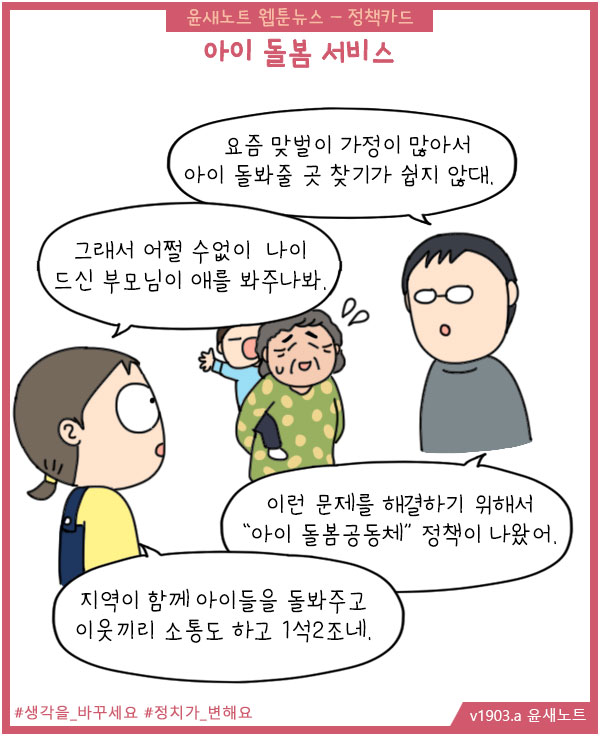 윤새노트 웹툰뉴스 - 정책카드
아이 돌봄 서비스
요즘 맞벌이 가정이 많아서
아이 돌봐줄 곳 찾기가 쉽지 않대.
그래서 어쩔 수없이 나이
드신 부모님이 애를 봐주나봐.
이런 문제를 해결하기 위해서
“아이 돌봄공동체” 정책이 나왔어.
지역이 함께 아이들을 돌봐주고
이웃끼리 소통도 하고 1석2조네.
#생각을_바꾸세요 #정치가_변해요
v1903.a 윤새노트